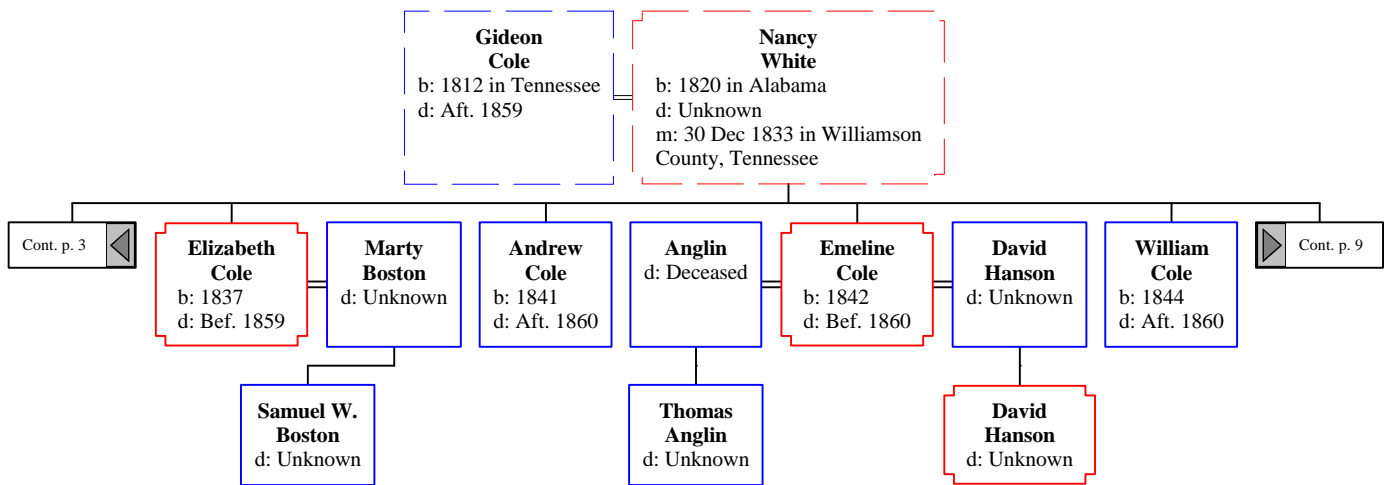 Gideon
Cole
b: 1812 in Tennessee
d: Aft. 1859
Nancy
White
b: 1820 in Alabama
d: Unknown
m: 30 Dec 1833 in Williamson
County, Tennessee
Cont. p. 3
Elizabeth
Cole
b: 1837
d: Bef. 1859
Marty
Boston
d: Unknown
Andrew
Cole
b: 1841
d: Aft. 1860
Anglin
d: Deceased
Emeline
Cole
b: 1842
d: Bef. 1860
David
Hanson
d: Unknown
William
Cole
b: 1844
d: Aft. 1860
Cont. p. 9
Samuel W.
Boston
d: Unknown
Thomas
Anglin
d: Unknown
David
Hanson
d: Unknown